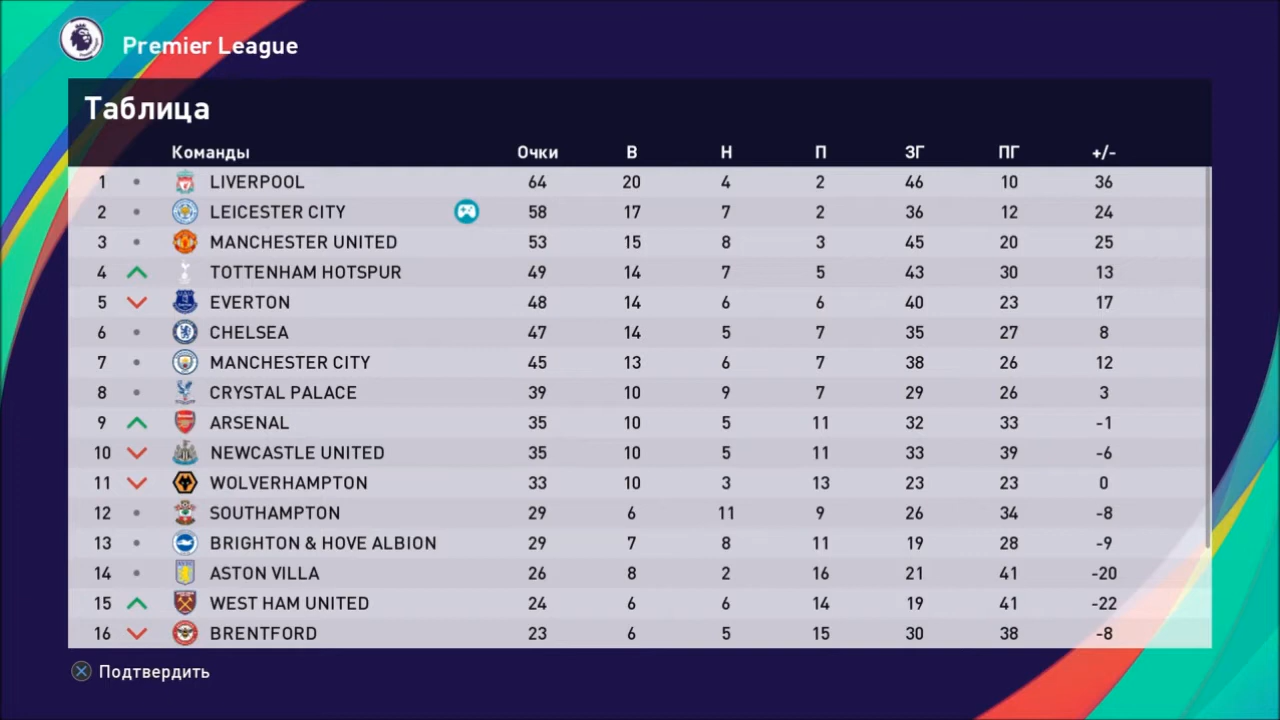 Premier League
Таблица
Команды Очки В Н П ЗГ ПГ +/-
1 LIVERPOOL 64 20 4 2 46 10 36
2 LEICESTER CITY 58 17 7 2 36 12 24
3 MANCHESTER UNITED 53 15 8 3 45 20 25
4 TOTTENHAM HOTSPUR 49 14 7 5 43 30 13
5 EVERTON 48 14 6 6 40 23 17
6 CHELSEA 47 14 5 7 35 27 8
7 MANCHESTER CITY 45 13 6 7 38 26 12
8 CRYSTAL PALACE 39 10 9 7 29 26 3
9 ARSENAL 35 10 5 11 32 33 -1
10 NEWCASTLE UNITED 35 10 5 11 33 39 -6
11 WOLVERHAMPTON 33 10 3 13 23 23 0
12 SOUTHAMPTON 29 6 11 9 26 34 -8
13 BRIGHTON & HOVE ALBION 29 7 8 11 19 28 -9
14 ASTON VILLA 26 8 2 16 21 41 -20
15 WEST HAM UNITED 24 6 6 14 19 41 -22
16 BRENTFORD 23 6 5 15 30 38 -8
Подтвердить